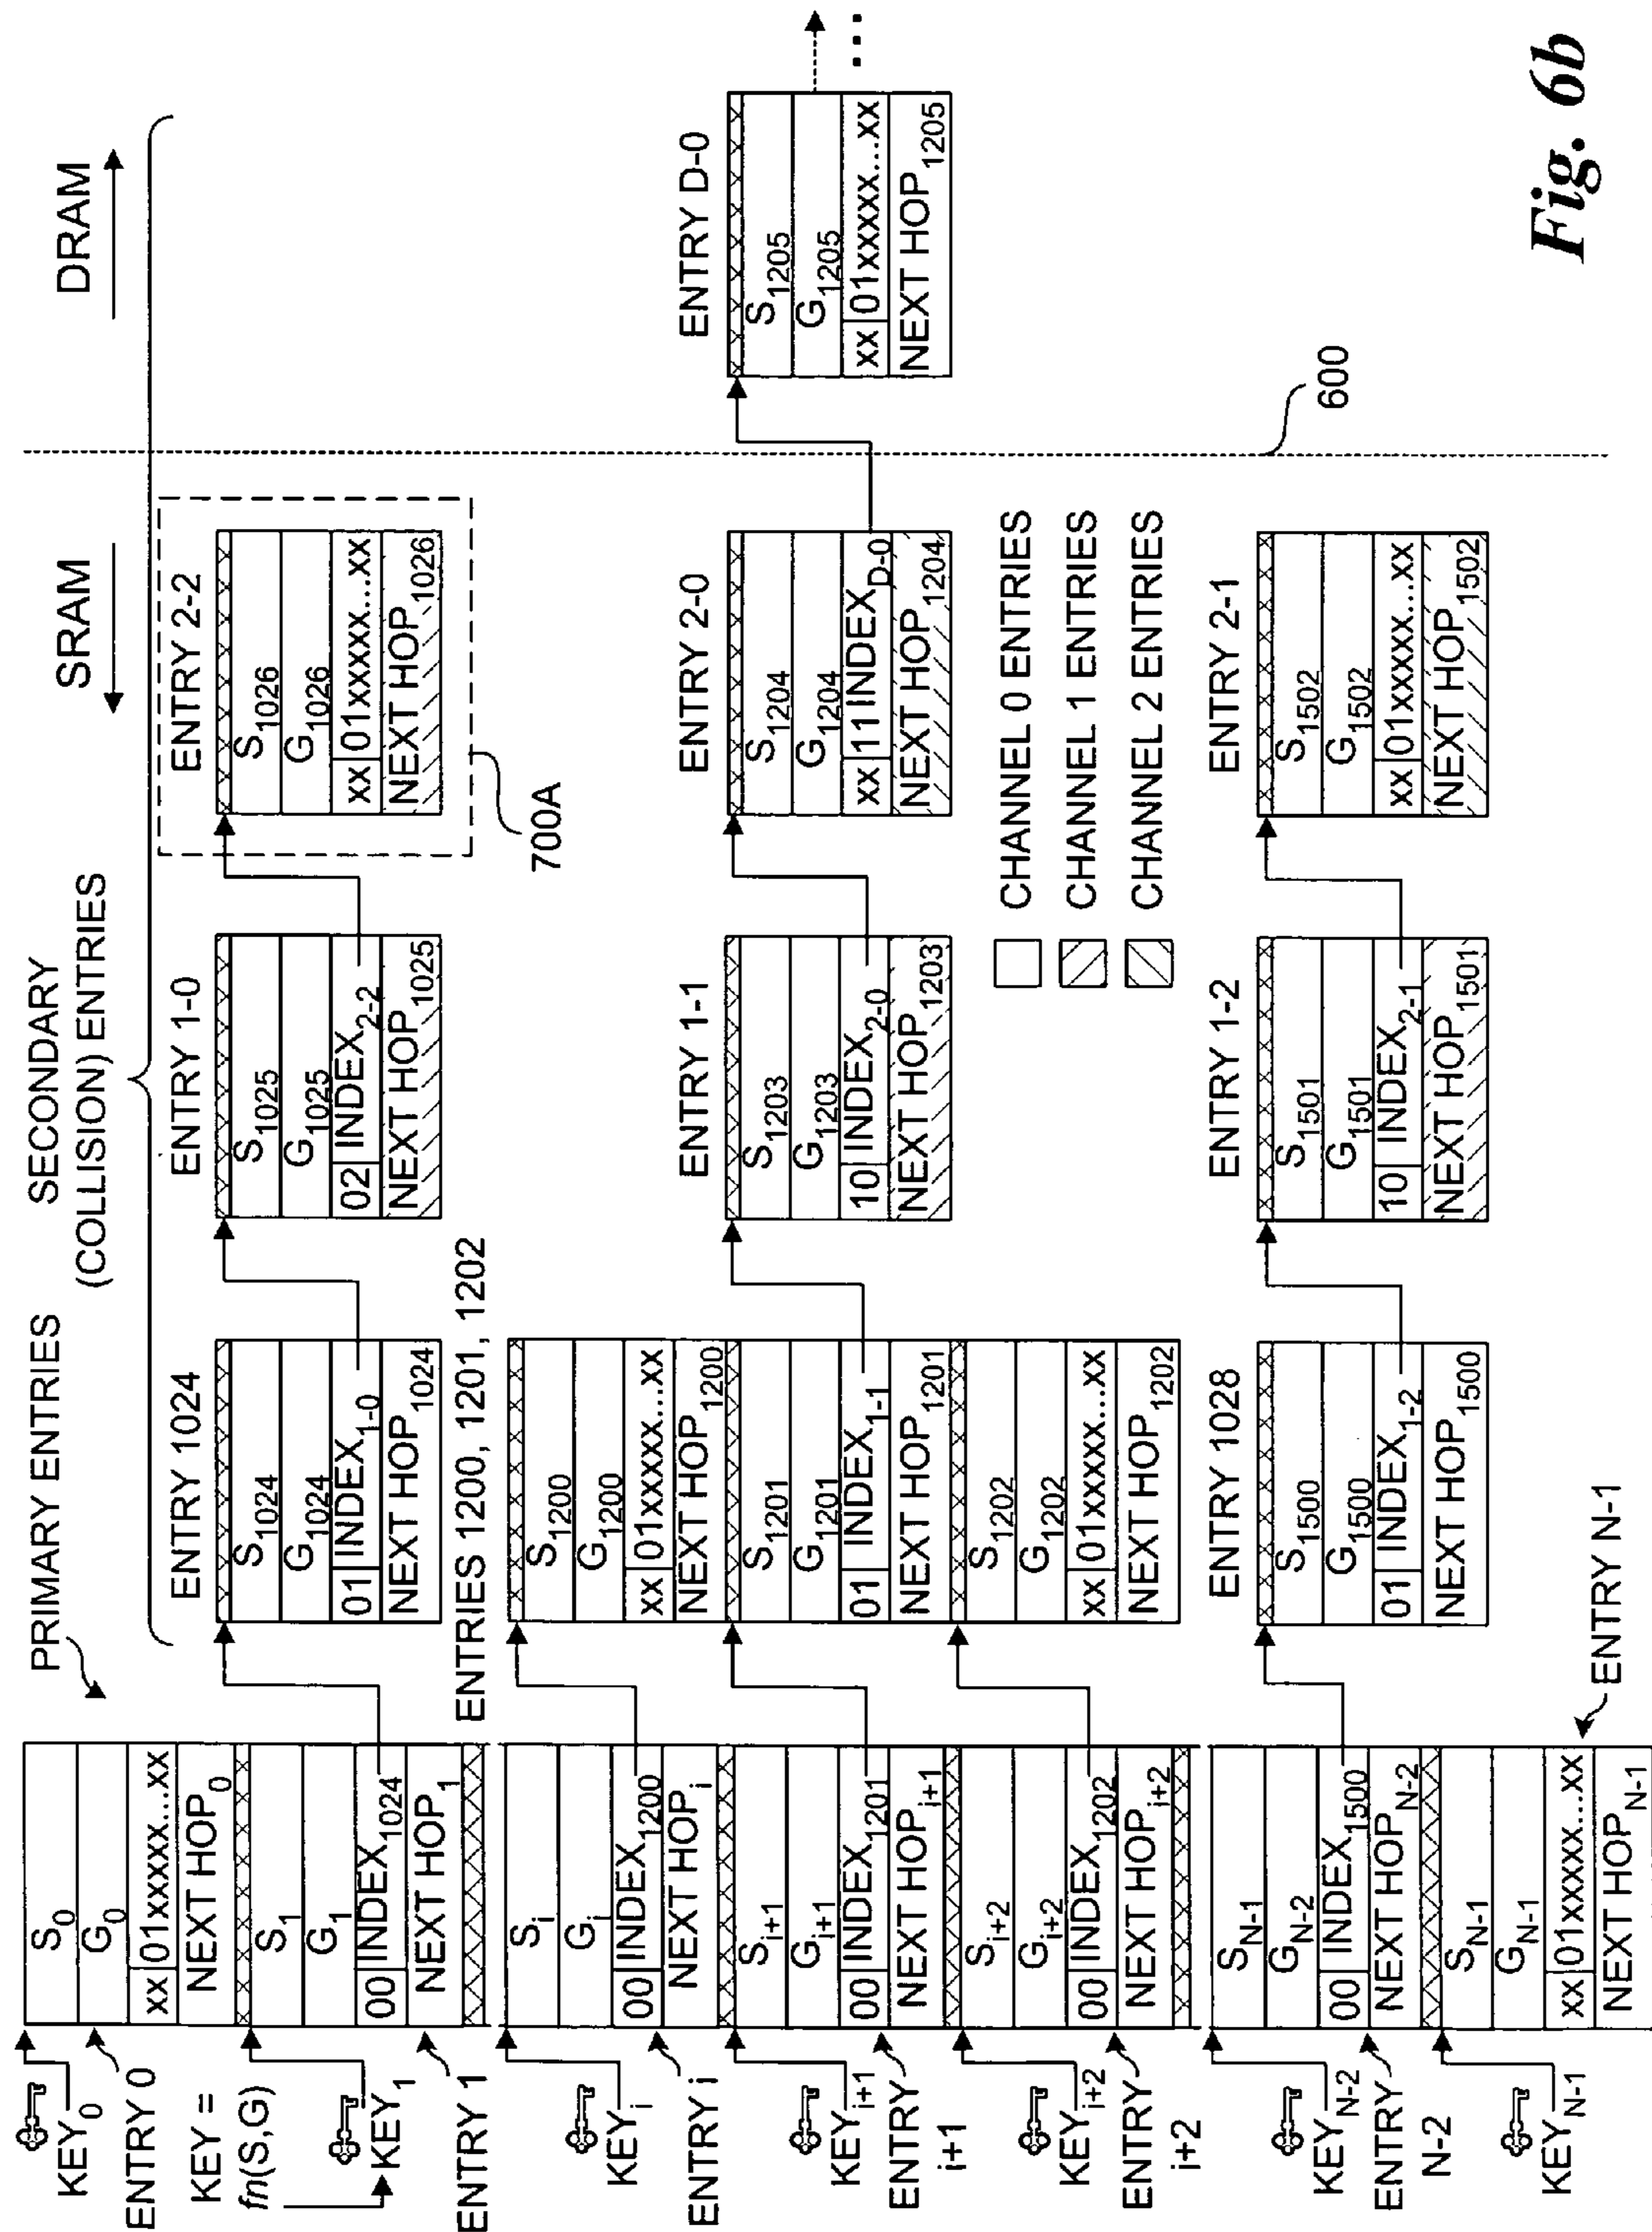 PRIMARY ENTRIES
SECONDARY
(COLLISION) ENTRIES
SRAM
DRAM
KEY0
ENTRY 0
S0
G0
xx 01xxxxx...xx
NEXT HOP0
KEY =
fn(S,G)
KEY1
ENTRY 1
S1
G1
00 INDEX1024
NEXT HOP1
ENTRY 1024
S1024
G1024
01 INDEX1-0
NEXT HOP1024
ENTRY 1-0
S1025
G1025
02 INDEX2-2
NEXT HOP1025
ENTRY 2-2
S1026
G1026
xx 01xxxx...xx
NEXT HOP1026
700A
ENTRIES 1200, 1201, 1202
KEYi
ENTRY i
Si
Gi
00 INDEX1200
NEXT HOPi
S1200
G1200
xx 01xxxxx...xx
NEXT HOP1200
KEYi+1
ENTRY
i+1
Si+1
Gi+1
00 INDEX1201
NEXT HOPi+1
S1201
G1201
01 INDEX1-1
NEXT HOP1201
ENTRY 1-1
S1203
G1203
10 INDEX2-0
NEXT HOP1203
ENTRY 2-0
S1204
G1204
xx 11 INDEXD-0
NEXT HOP1204
ENTRY D-0
S1205
G1205
xx 01xxxxx...xx
NEXT HOP1205
...
KEYi+2
ENTRY
i+2
Si+2
Gi+2
00 INDEX1202
NEXT HOPi+2
S1202
G1202
xx 01xxxxx...xx
NEXT HOP1202
CHANNEL 0 ENTRIES
CHANNEL 1 ENTRIES
CHANNEL 2 ENTRIES
600
KEYN-2
ENTRY
N-2
SN-1
GN-2
00 INDEX1500
NEXT HOPN-2
ENTRY 1028
S1500
G1500
01 INDEX1-2
NEXT HOP1500
ENTRY 1-2
S1501
G1501
10 INDEX2-1
NEXT HOP1501
ENTRY 2-1
S1502
G1502
xx 01xxxxx...xx
NEXT HOP1502
KEYN-1
SN-1
GN-1
xx 01xxxxx...xx
NEXT HOPN-1
ENTRY N-1
Fig. 6b